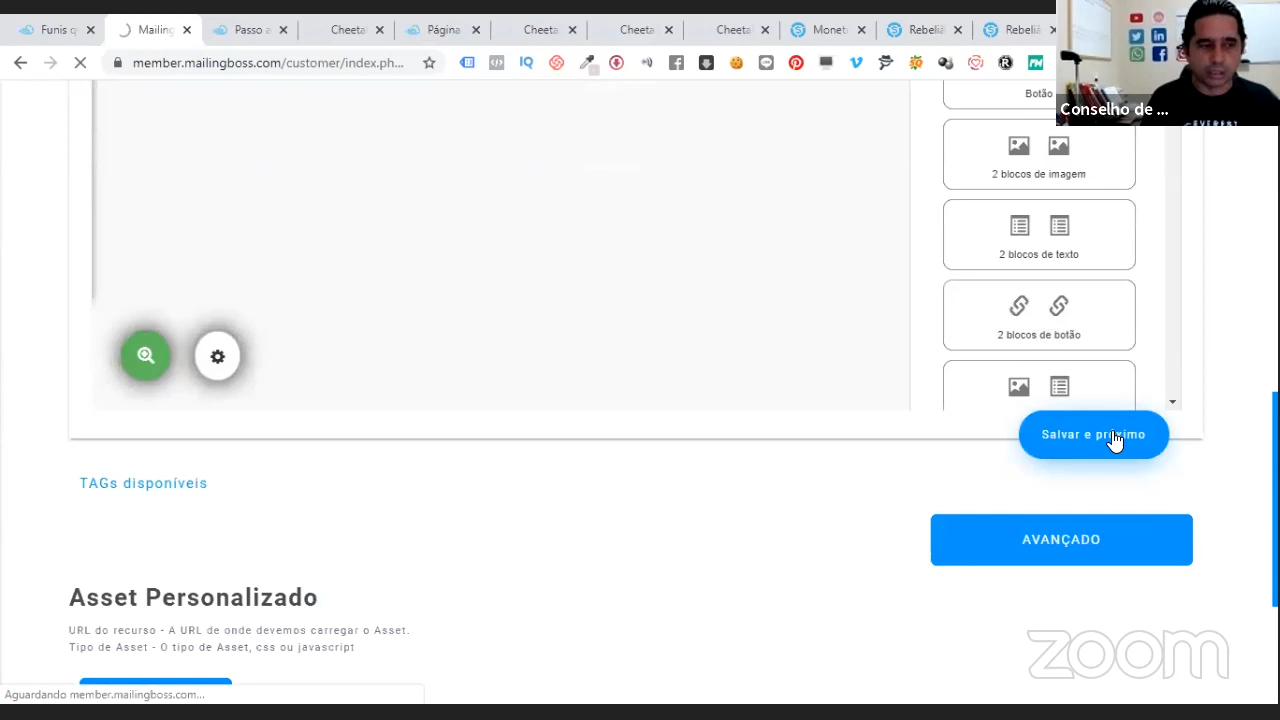 Funis q
Mailing
Passo a
Cheeta
Página
Cheeta
Cheeta
Cheeta
Monet
Rebeliã
Rebeliã
member.mailingboss.com/customer/index.ph...
IQ
Conselho de ...
EVEREST
Botão
2 blocos de imagem
2 blocos de texto
2 blocos de botão
Salvar e próximo
TAGs disponíveis
AVANÇADO
Asset Personalizado
URL do recurso - A URL de onde devemos carregar o Asset.
Tipo de Asset - O tipo de Asset, css ou javascript
zoom
Aguardando member.mailingboss.com...